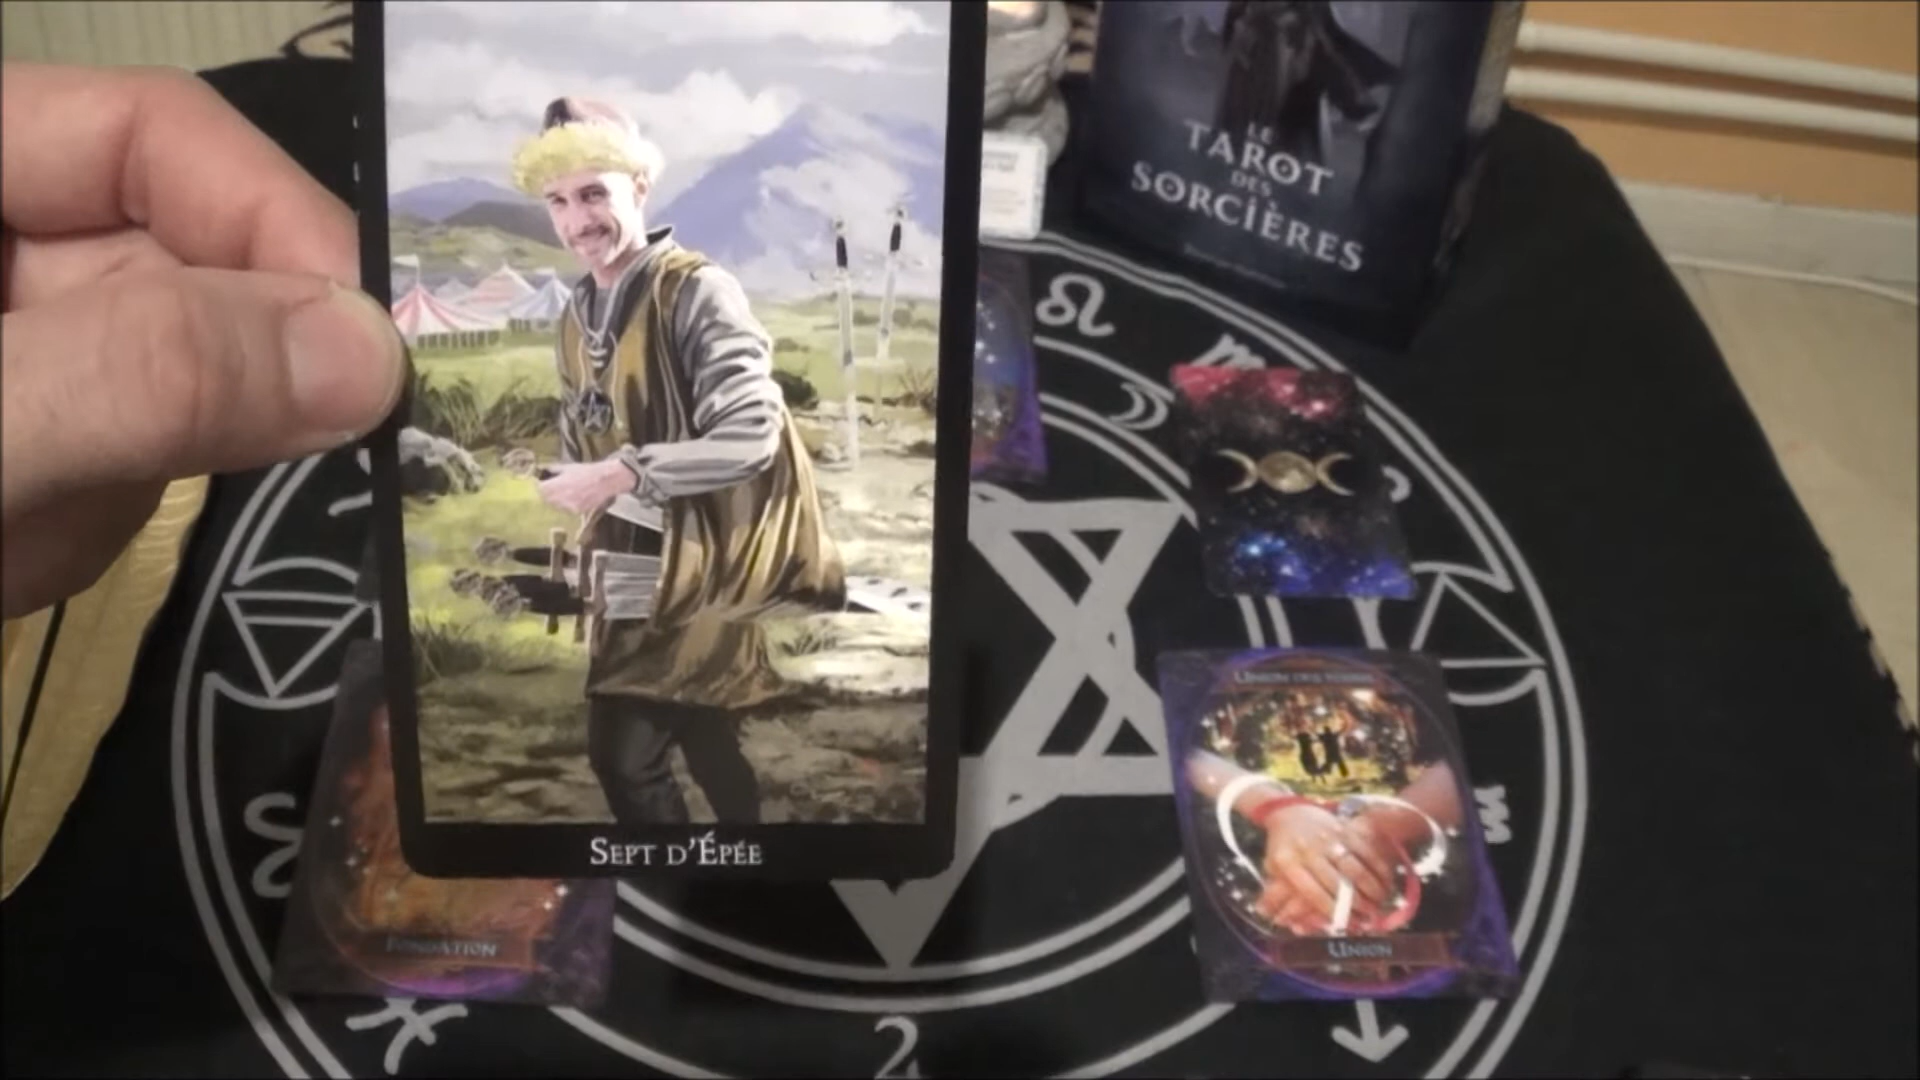 LE
TAROT
DES
SORCIÈRES
SEPT D'ÉPÉE
FONDATION
UNION